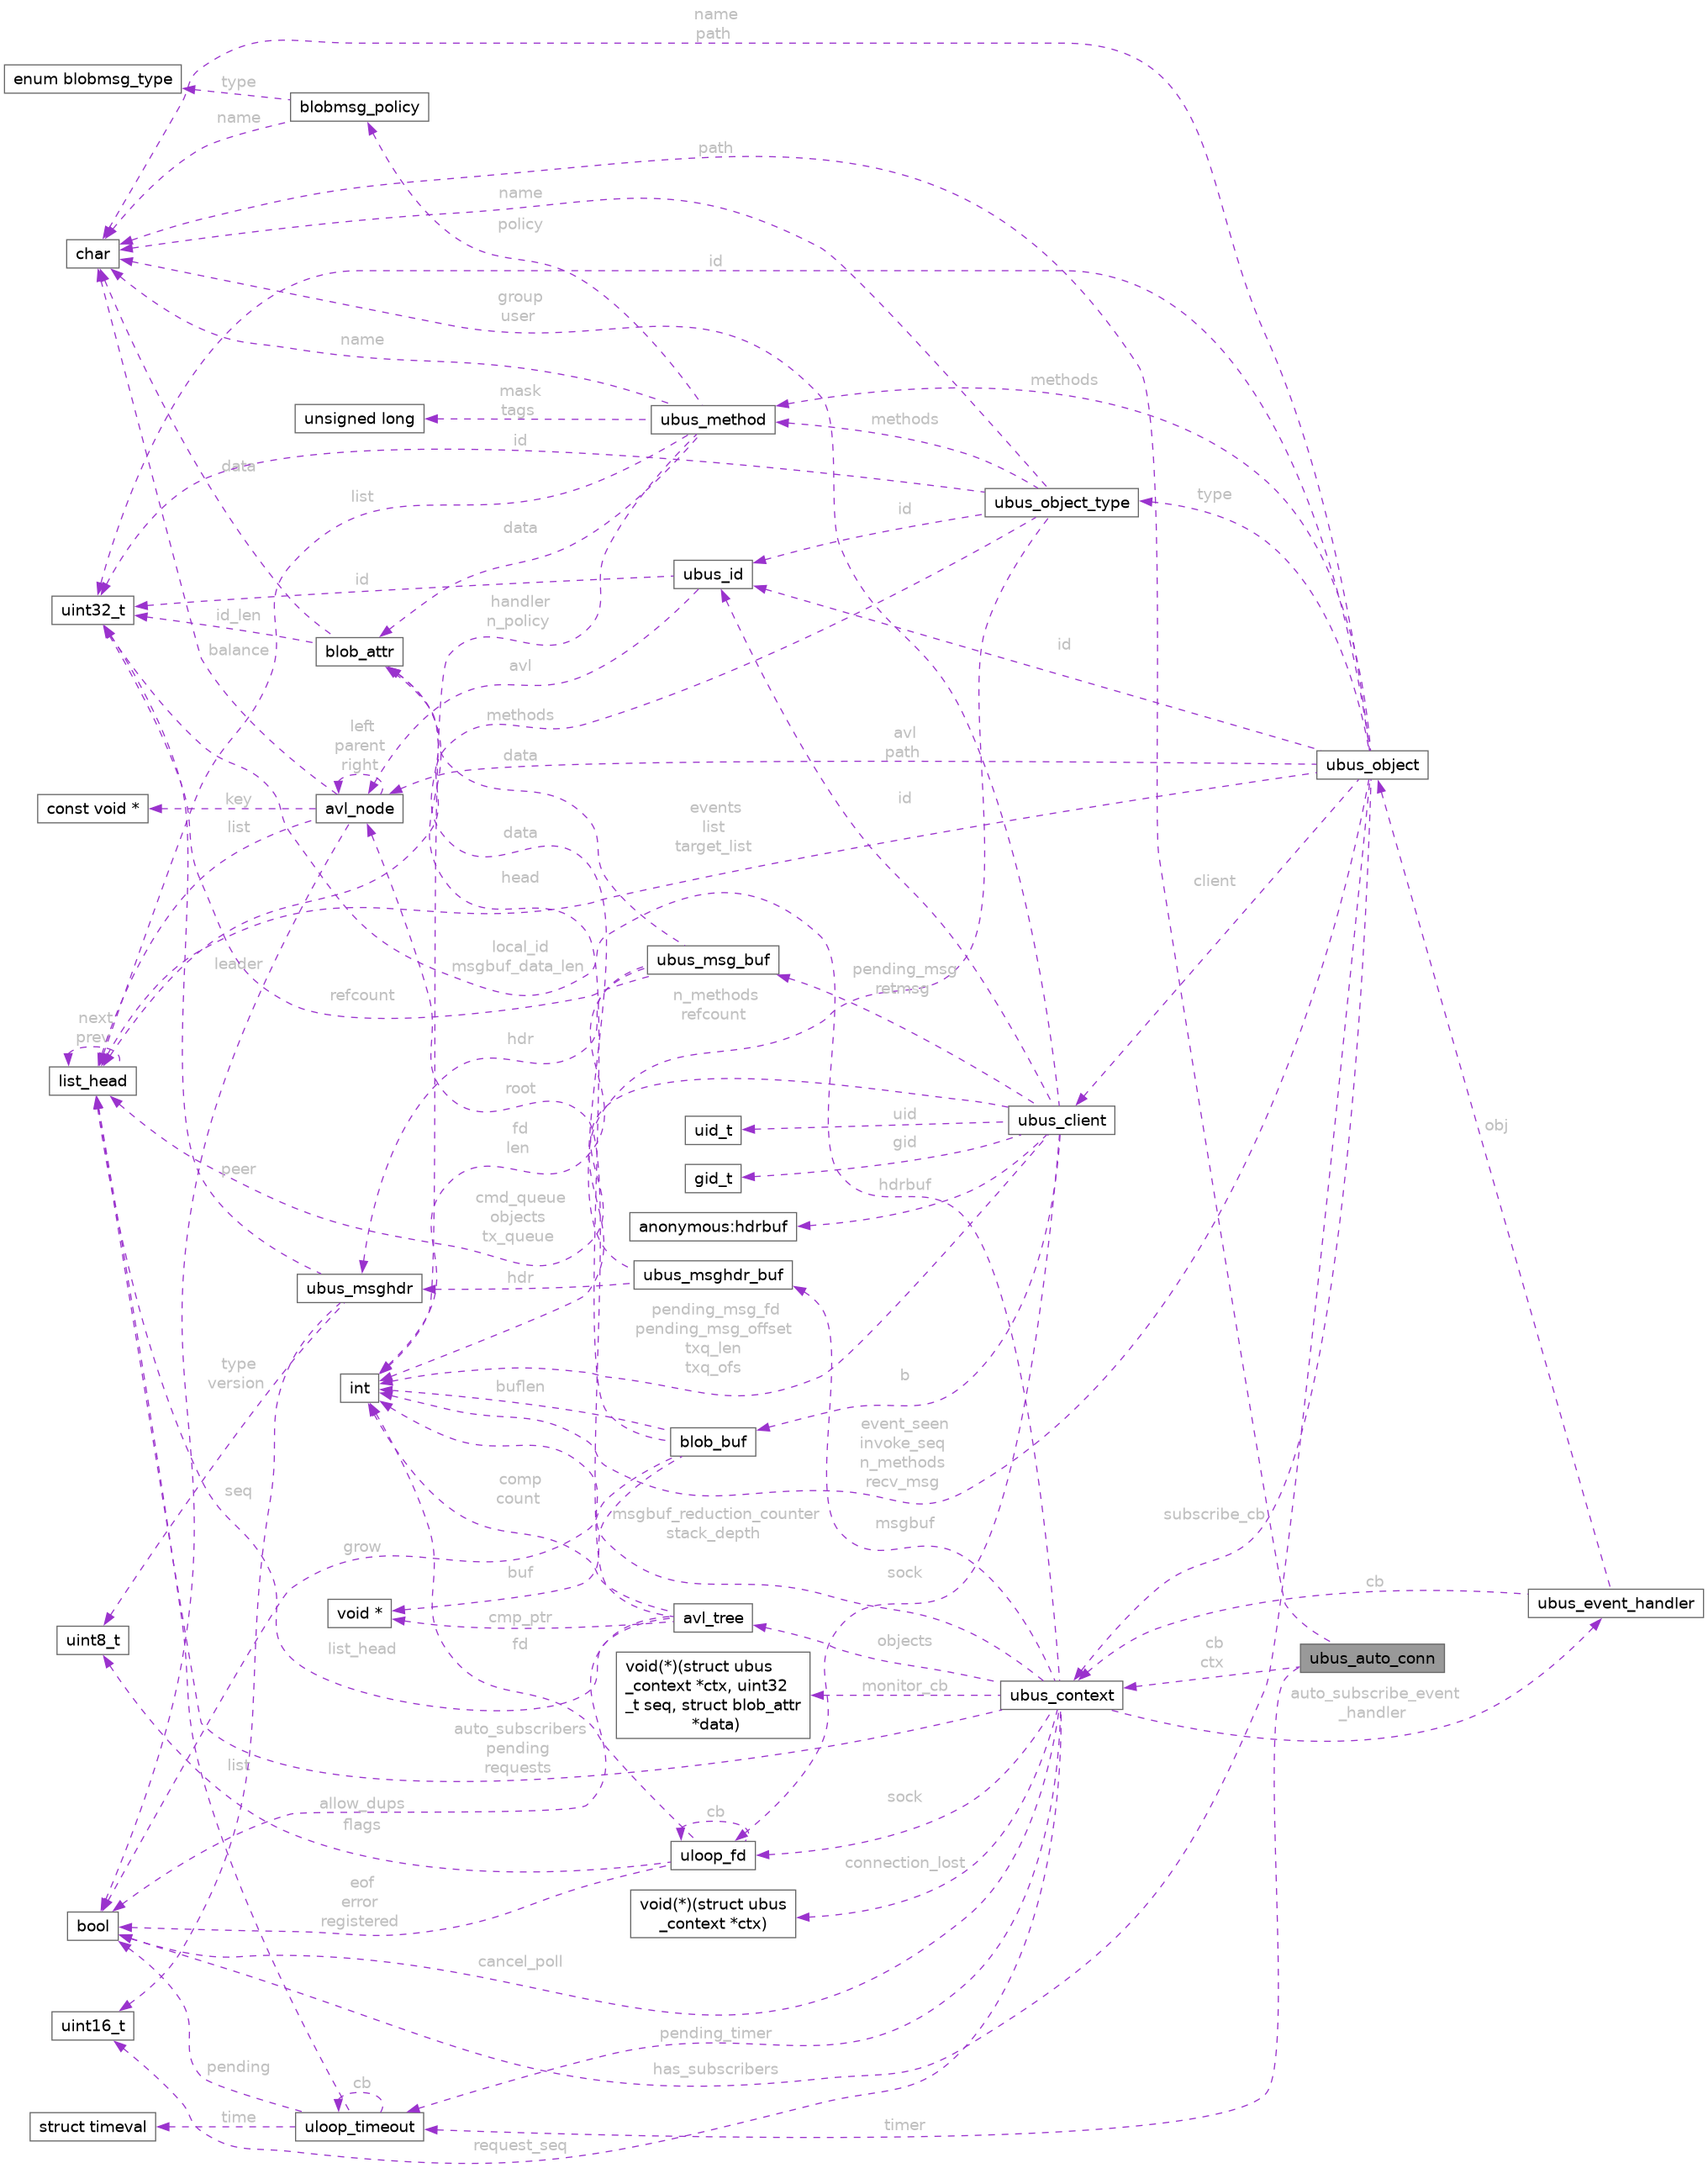 name
path
enum blobmsg_type
type
blobmsg_policy
name
path
name
policy
char
id
group
user
name
methods
mask
tags
unsigned long
ubus_method
methods
id
data
list
ubus_object_type
type
data
id
ubus_id
id
handler
n_policy
uint32_t
id_len
blob_attr
balance
avl
id
methods
left
parent
right
avl
path
data
ubus_object
const void *
key
avl_node
list
events
list
target_list
id
data
head
client
local_id
msgbuf_data_len
ubus_msg_buf
leader
refcount
n_methods
refcount
pending_msg
retmsg
next
prev
hdr
list_head
root
uid
uid_t
ubus_client
fd
len
gid
gid_t
obj
peer
cmd_queue
objects
tx_queue
hdrbuf
anonymous:hdrbuf
ubus_msghdr
hdr
ubus_msghdr_buf
pending_msg_fd
pending_msg_offset
txq_len
txq_ofs
type
version
int
buflen
b
blob_buf
event_seen
invoke_seq
n_methods
recv_msg
seq
comp
count
msgbuf_reduction_counter
stack_depth
msgbuf
subscribe_cb
grow
buf
sock
cb
void *
cmp_ptr
avl_tree
ubus_event_handler
uint8_t
list_head
fd
objects
cb
ctx
ubus_auto_conn
void(*)(struct ubus
_context *ctx, uint32
_t seq, struct blob_attr
*data)
monitor_cb
ubus_context
auto_subscribe_event
_handler
auto_subscribers
pending
requests
list
allow_dups
flags
cb
sock
uloop_fd
connection_lost
eof
error
registered
void(*)(struct ubus
_context *ctx)
bool
cancel_poll
uint16_t
pending_timer
pending
cb
has_subscribers
struct timeval
time
uloop_timeout
timer
request_seq